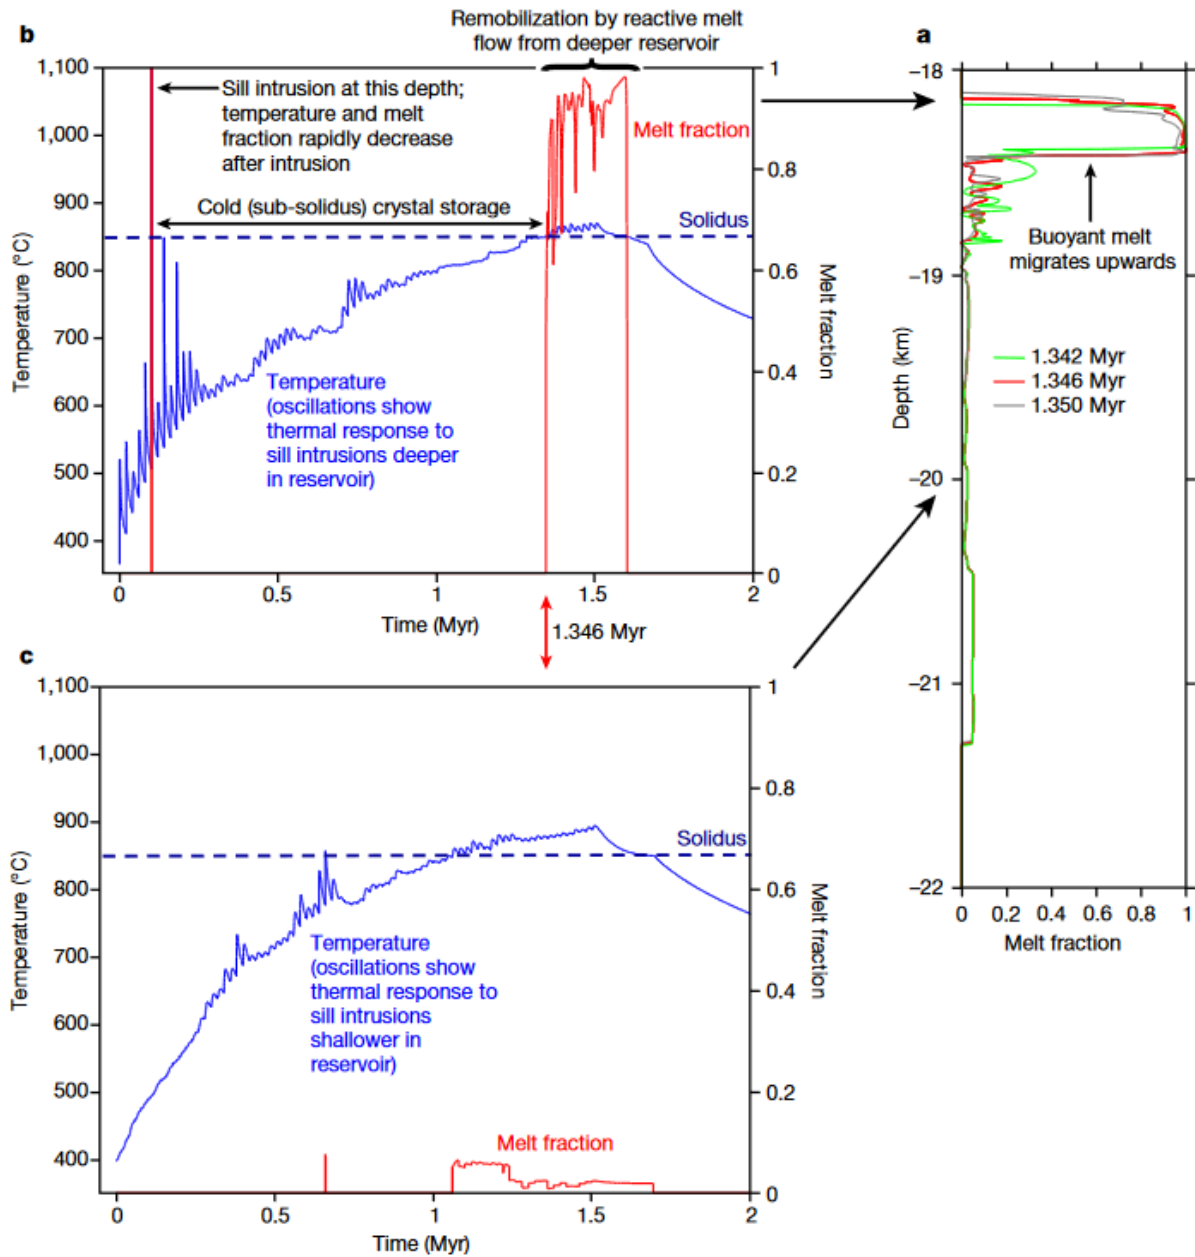 b
Remobilization by reactive melt
flow from deeper reservoir
a
1,100
1,000
900
800
700
600
500
400
Temperature (°C)
Sill intrusion at this depth;
temperature and melt
fraction rapidly decrease
after intrusion
Cold (sub-solidus) crystal storage
Melt fraction
Solidus
Temperature
(oscillations show
thermal response to
sill intrusions deeper
in reservoir)
1
0.8
0.6
0.4
0.2
0
Melt fraction
0
0.5
1
1.5
2
Time (Myr)
1.346 Myr
–18
–19
–20
–21
–22
Depth (km)
Buoyant melt
migrates upwards
1.342 Myr
1.346 Myr
1.350 Myr
0
0.2
0.4
0.6
0.8
1
Melt fraction
c
1,100
1,000
900
800
700
600
500
400
Temperature (°C)
Solidus
Temperature
(oscillations show
thermal response to
sill intrusions
shallower in
reservoir)
Melt fraction
1
0.8
0.6
0.4
0.2
0
Melt fraction
0
0.5
1
1.5
2
Time (Myr)